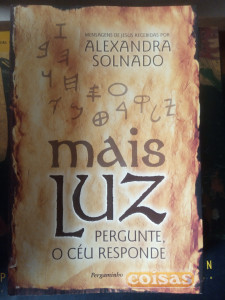 MENSAGENS DE JESUS RECEBIDAS POR
ALEXANDRA
SOLNADO
mais
LUZ
PERGUNTE,
O CÉU RESPONDE
Pergaminho
coisas